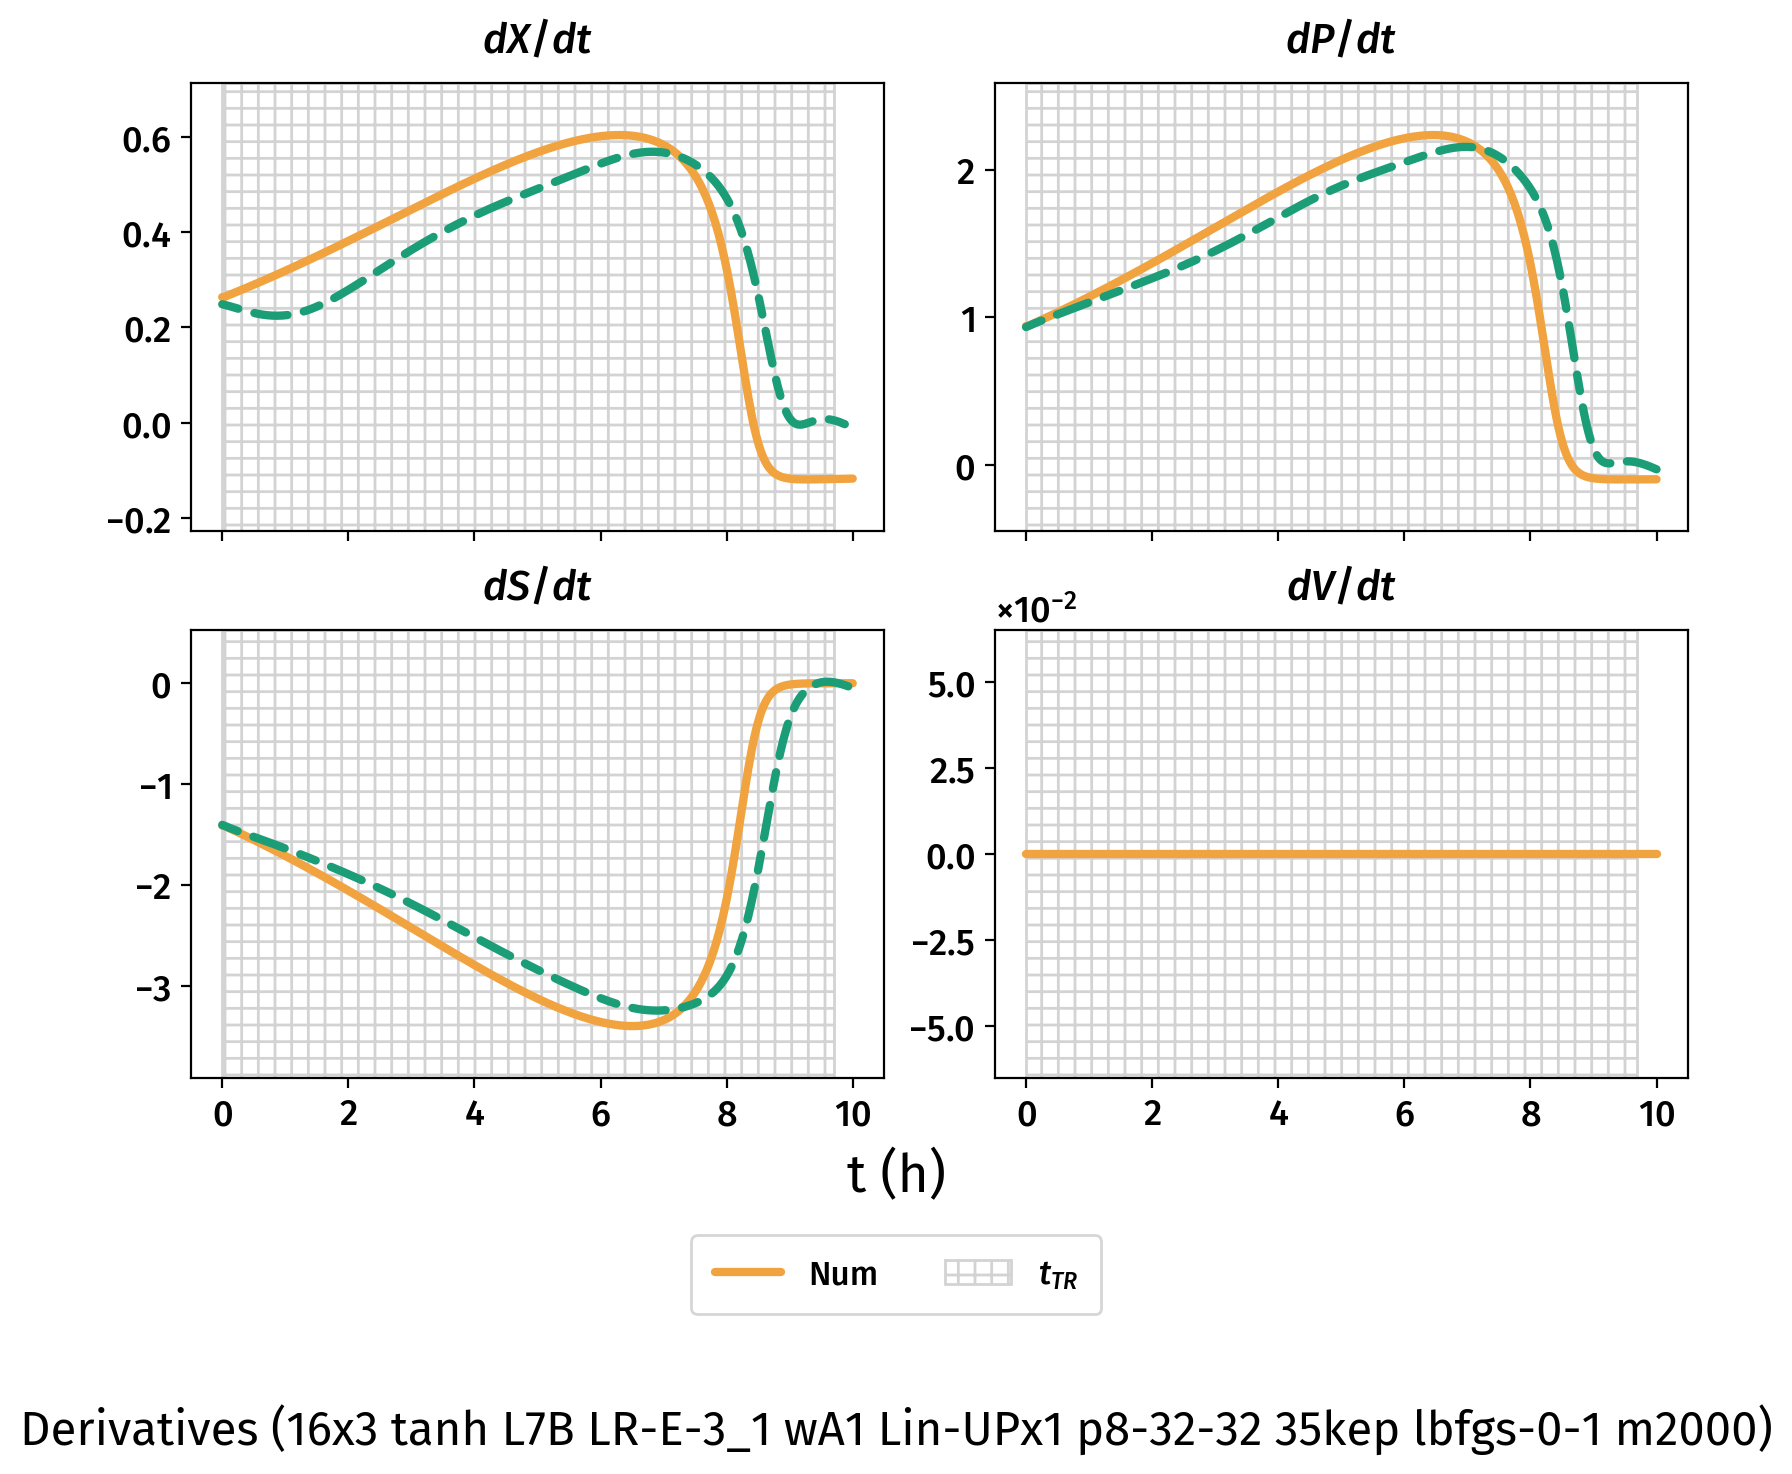 dX/dt
dP/dt
0.6
0.4
0.2
0.0
−0.2
2
1
0
dS/dt
dV/dt
×10⁻²
0
−1
−2
−3
5.0
2.5
0.0
−2.5
−5.0
0 2 4 6 8 10
0 2 4 6 8 10
t (h)
Num
tTR
Derivatives (16x3 tanh L7B LR-E-3_1 wA1 Lin-UPx1 p8-32-32 35kep lbfgs-0-1 m2000)